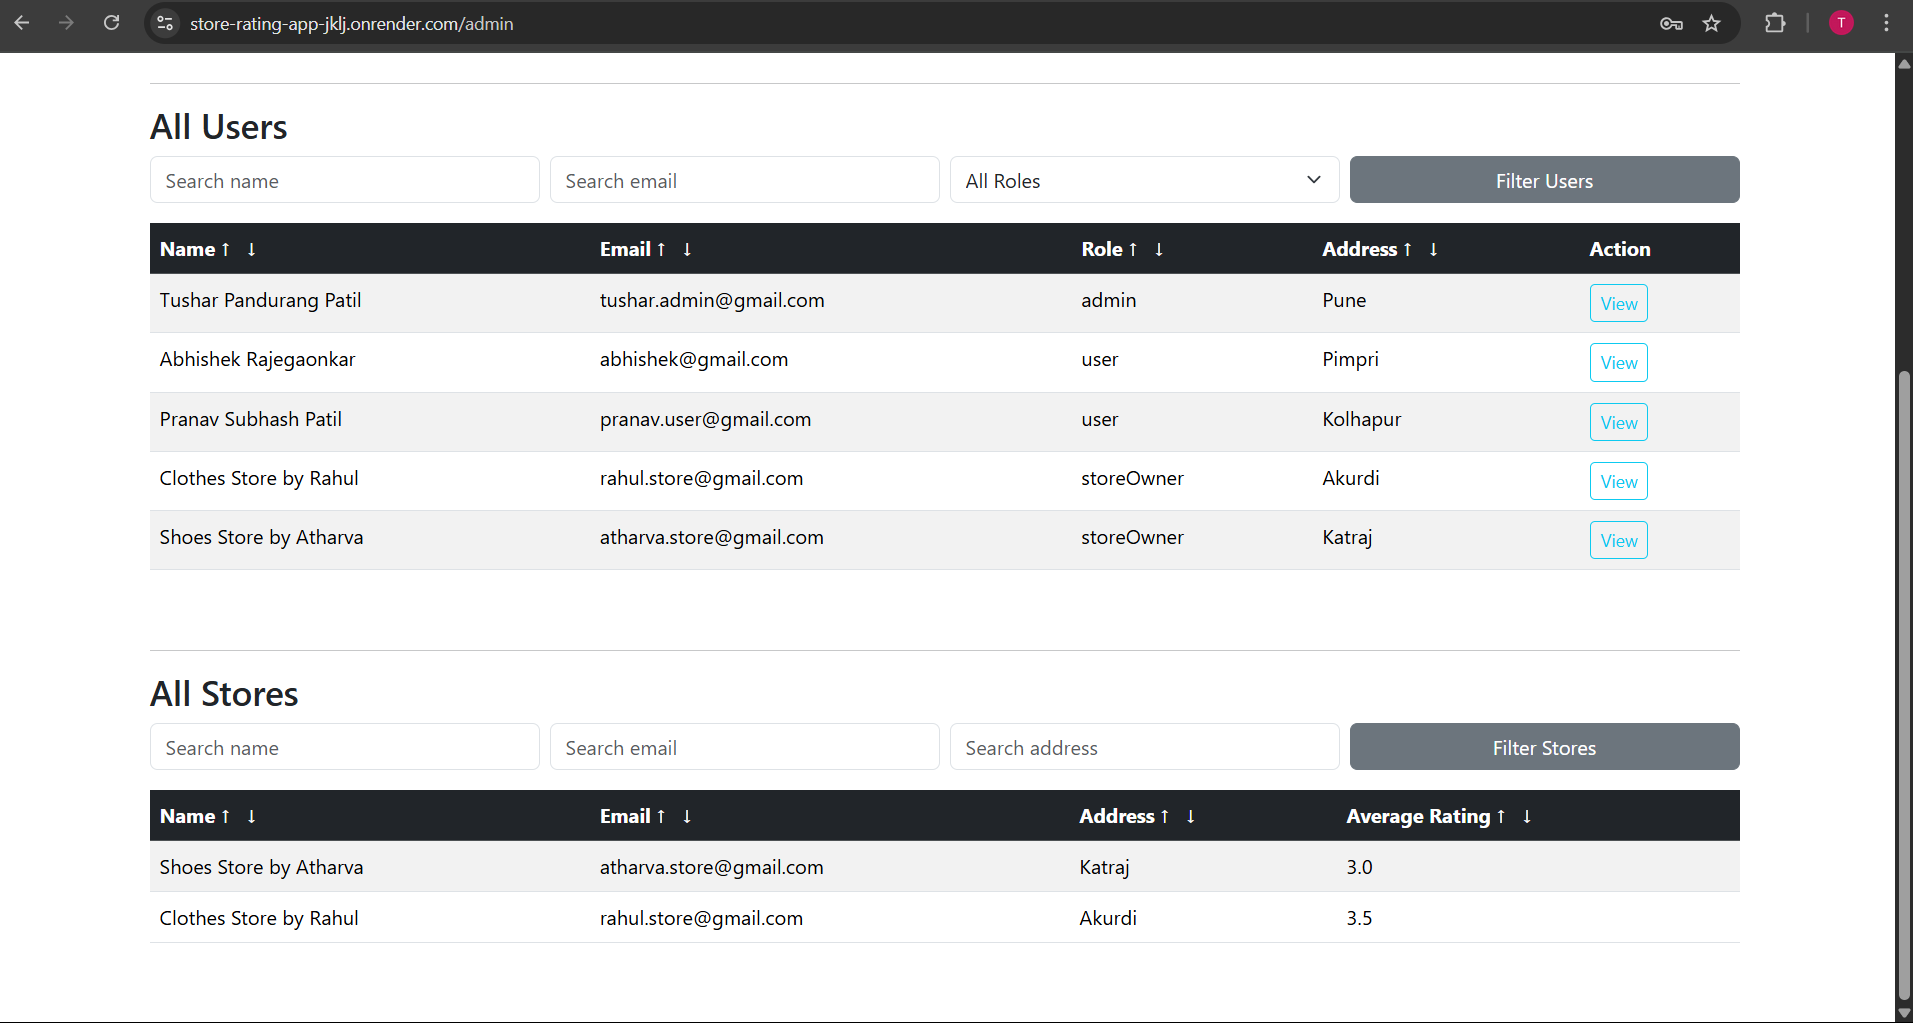 store-rating-app-jklj.onrender.com/admin
T
All Users
Search name Search email All Roles Filter Users
Name ↑ ↓ Email ↑ ↓ Role ↑ ↓ Address ↑ ↓ Action
Tushar Pandurang Patil tushar.admin@gmail.com admin Pune View
Abhishek Rajegaonkar abhishek@gmail.com user Pimpri View
Pranav Subhash Patil pranav.user@gmail.com user Kolhapur View
Clothes Store by Rahul rahul.store@gmail.com storeOwner Akurdi View
Shoes Store by Atharva atharva.store@gmail.com storeOwner Katraj View
All Stores
Search name Search email Search address Filter Stores
Name ↑ ↓ Email ↑ ↓ Address ↑ ↓ Average Rating ↑ ↓
Shoes Store by Atharva atharva.store@gmail.com Katraj 3.0
Clothes Store by Rahul rahul.store@gmail.com Akurdi 3.5